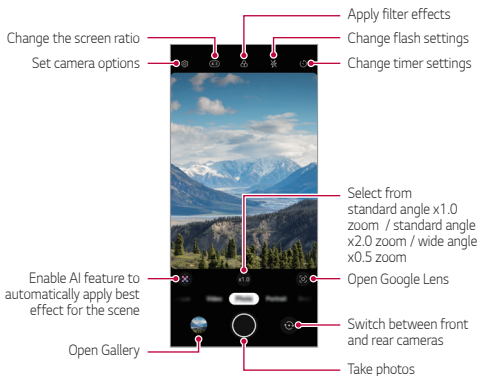 Apply filter effects
Change the screen ratio
Change flash settings
Set camera options
Change timer settings
Select from
standard angle x1.0
zoom / standard angle
x2.0 zoom / wide angle
x0.5 zoom
x1.0
Enable AI feature to
automatically apply best
effect for the scene
Open Google Lens
Video
Photo
Portrait
Switch between front
and rear cameras
Open Gallery
Take photos